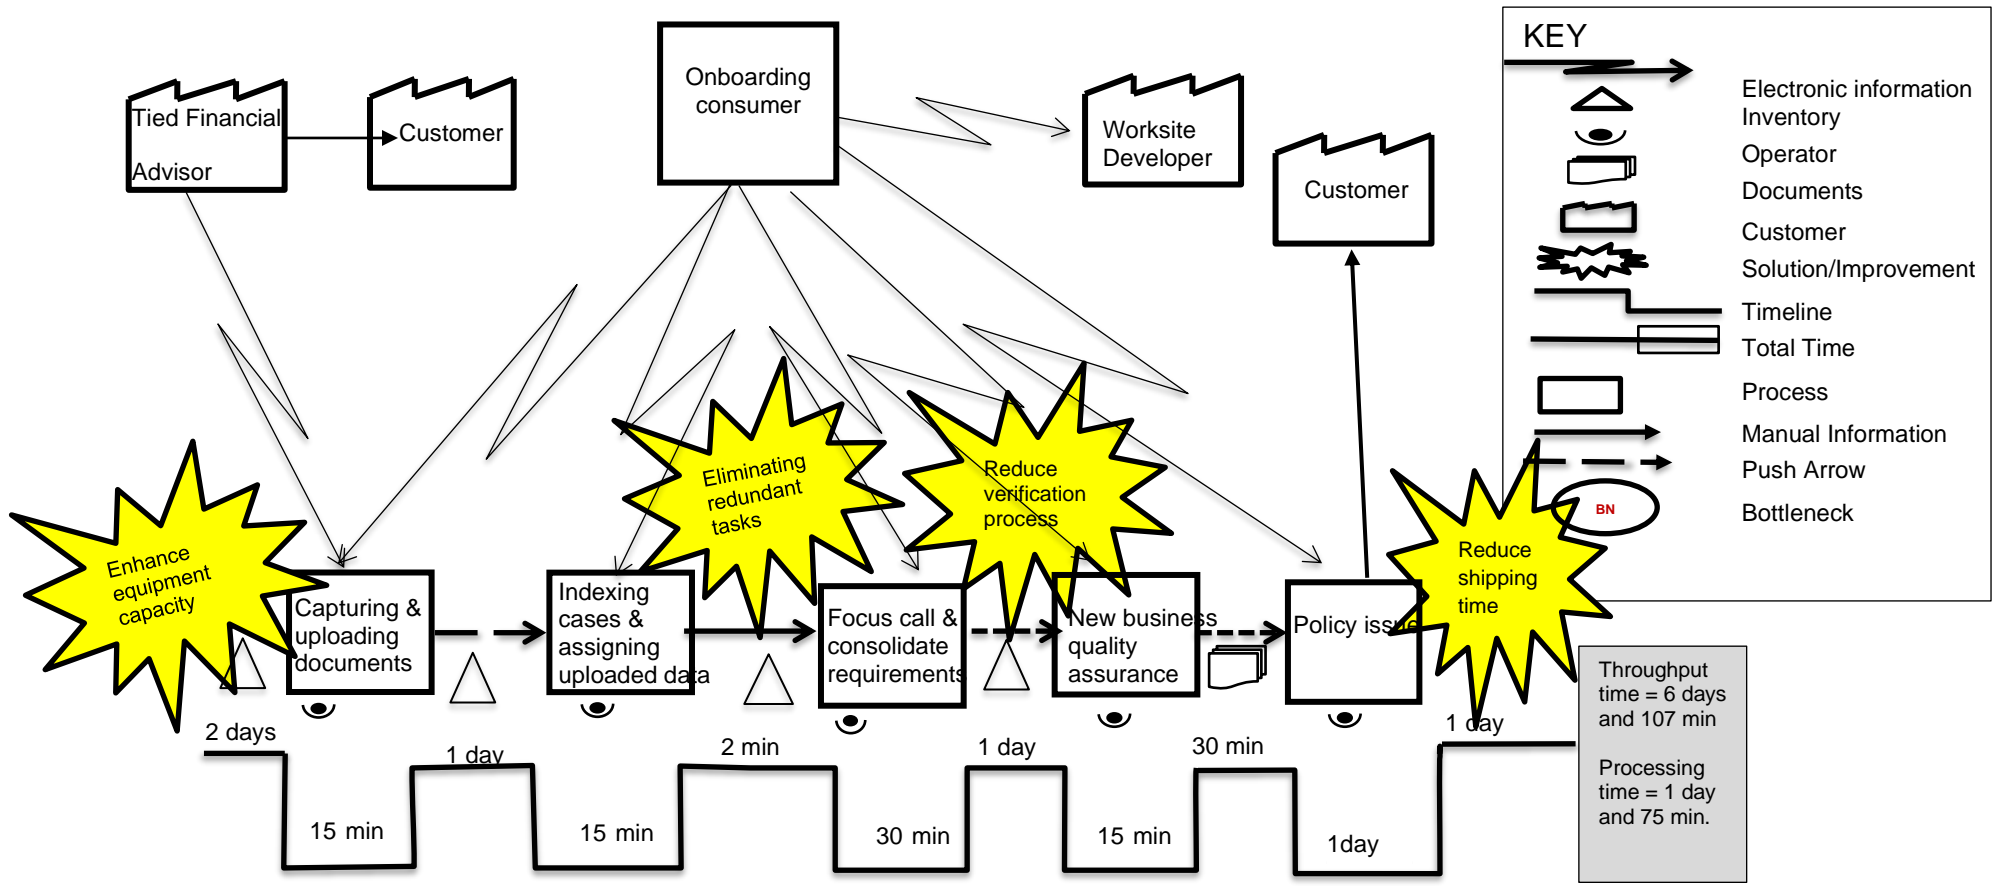 KEY
Electronic information
Inventory
Operator
Documents
Customer
Solution/Improvement
Timeline
Total Time
Process
Manual Information
Push Arrow
BN
Bottleneck
Tied Financial
Advisor
Customer
Onboarding
consumer
Worksite
Developer
Customer
Enhance
equipment
capacity
Eliminating
redundant
tasks
Reduce
verification
process
Reduce
shipping
time
Capturing &
uploading
documents
Indexing
cases &
assigning
uploaded data
Focus call &
consolidate
requirements
New business
quality
assurance
Policy issue
2 days
1 day
2 min
1 day
30 min
1 day
15 min
15 min
30 min
15 min
1day
Throughput
time = 6 days
and 107 min
Processing
time = 1 day
and 75 min.